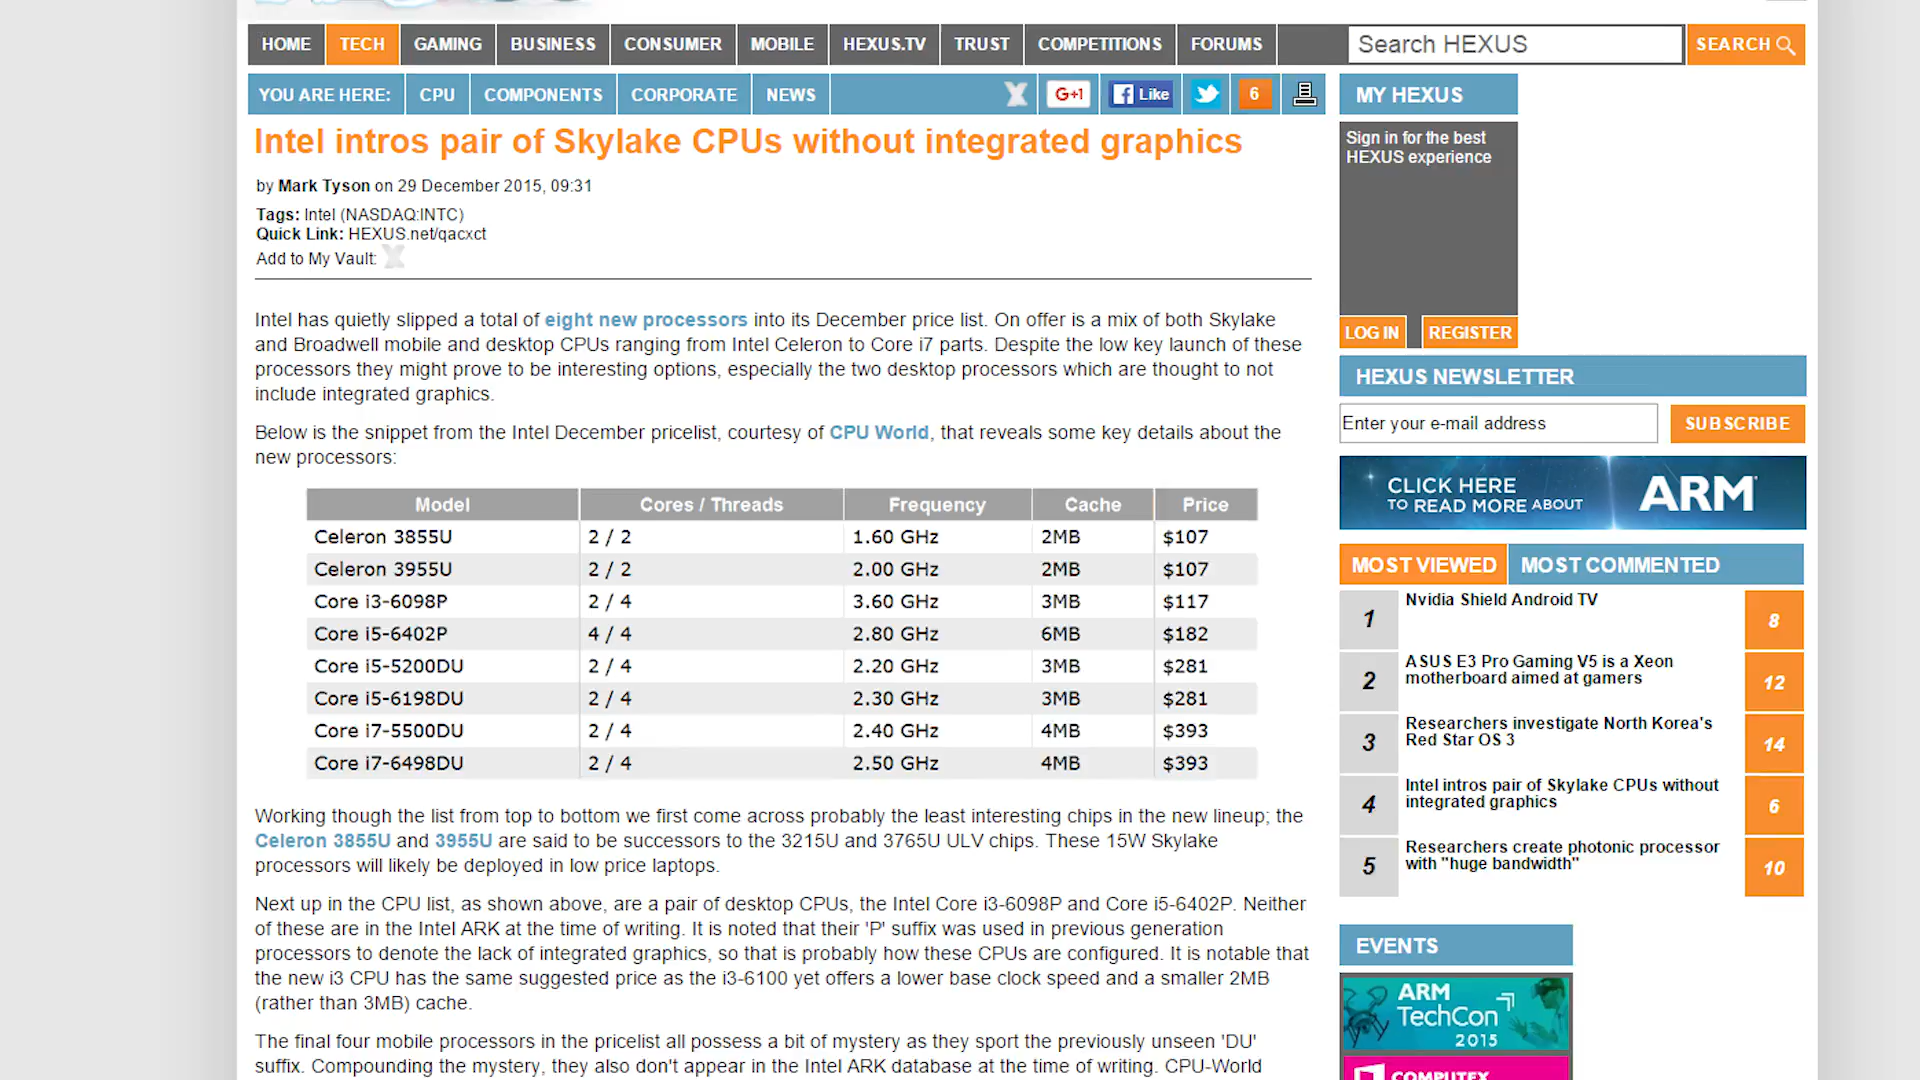 HOME TECH GAMING BUSINESS CONSUMER MOBILE HEXUS.TV TRUST COMPETITIONS FORUMS Search HEXUS SEARCH
YOU ARE HERE: CPU COMPONENTS CORPORATE NEWS X G+1 Like 6 MY HEXUS
Intel intros pair of Skylake CPUs without integrated graphics
by Mark Tyson on 29 December 2015, 09:31
Tags: Intel (NASDAQ:INTC)
Quick Link: HEXUS.net/qacxct
Add to My Vault: X
Intel has quietly slipped a total of eight new processors into its December price list. On offer is a mix of both Skylake
and Broadwell mobile and desktop CPUs ranging from Intel Celeron to Core i7 parts. Despite the low key launch of these
processors they might prove to be interesting options, especially the two desktop processors which are thought to not
include integrated graphics.
Below is the snippet from the Intel December pricelist, courtesy of CPU World, that reveals some key details about the
new processors:
Model Cores / Threads Frequency Cache Price
Celeron 3855U 2 / 2 1.60 GHz 2MB $107
Celeron 3955U 2 / 2 2.00 GHz 2MB $107
Core i3-6098P 2 / 4 3.60 GHz 3MB $117
Core i5-6402P 4 / 4 2.80 GHz 6MB $182
Core i5-5200DU 2 / 4 2.20 GHz 3MB $281
Core i5-6198DU 2 / 4 2.30 GHz 3MB $281
Core i7-5500DU 2 / 4 2.40 GHz 4MB $393
Core i7-6498DU 2 / 4 2.50 GHz 4MB $393
Working though the list from top to bottom we first come across probably the least interesting chips in the new lineup; the
Celeron 3855U and 3955U are said to be successors to the 3215U and 3765U ULV chips. These 15W Skylake
processors will likely be deployed in low price laptops.
Next up in the CPU list, as shown above, are a pair of desktop CPUs, the Intel Core i3-6098P and Core i5-6402P. Neither
of these are in the Intel ARK at the time of writing. It is noted that their 'P' suffix was used in previous generation
processors to denote the lack of integrated graphics, so that is probably how these CPUs are configured. It is notable that
the new i3 CPU has the same suggested price as the i3-6100 yet offers a lower base clock speed and a smaller 2MB
(rather than 3MB) cache.
The final four mobile processors in the pricelist all possess a bit of mystery as they sport the previously unseen 'DU'
suffix. Compounding the mystery, they also don't appear in the Intel ARK database at the time of writing. CPU-World
Sign in for the best
HEXUS experience
LOG IN REGISTER
HEXUS NEWSLETTER
Enter your e-mail address SUBSCRIBE
CLICK HERE
TO READ MORE ABOUT
ARM
MOST VIEWED MOST COMMENTED
1 Nvidia Shield Android TV 8
2 ASUS E3 Pro Gaming V5 is a Xeon
motherboard aimed at gamers 12
3 Researchers investigate North Korea's
Red Star OS 3 14
4 Intel intros pair of Skylake CPUs without
integrated graphics 6
5 Researchers create photonic processor
with "huge bandwidth" 10
EVENTS
ARM
TechCon
2015
COMPUTEX